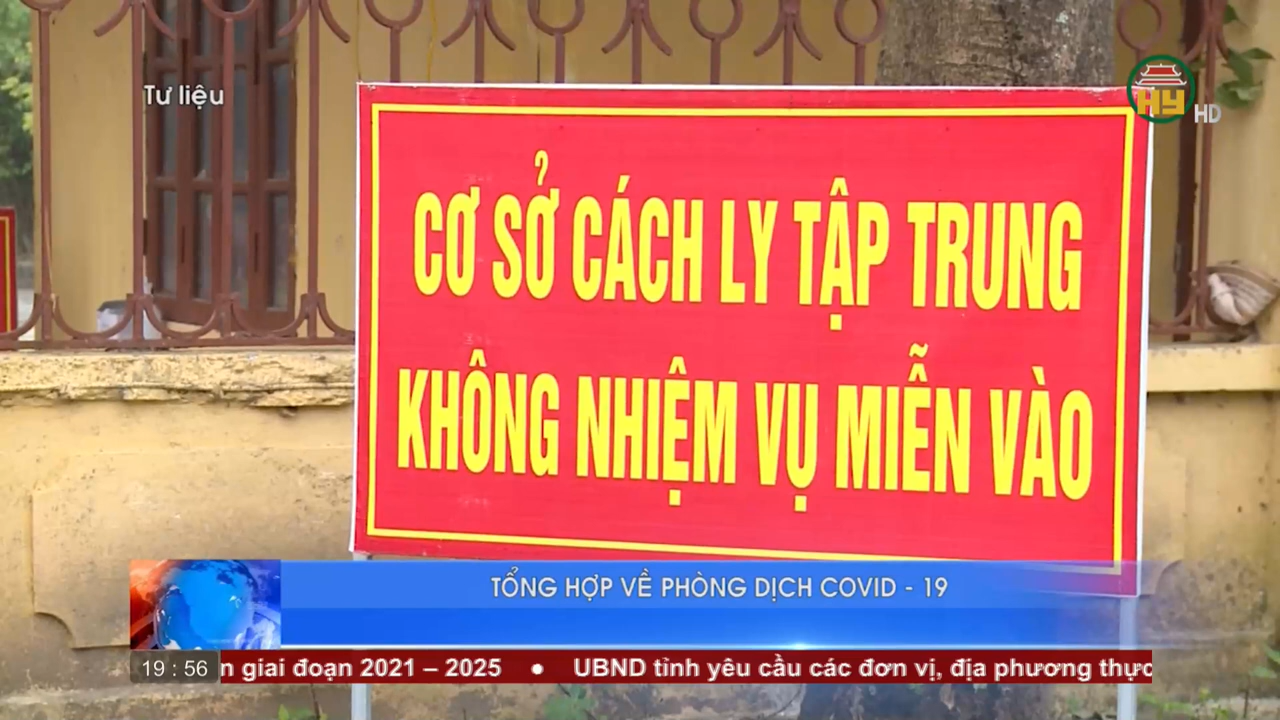 Tư liệu
HY HD
CƠ SỞ CÁCH LY TẬP TRUNG
KHÔNG NHIỆM VỤ MIỄN VÀO
TỔNG HỢP VỀ PHÒNG DỊCH COVID - 19
19 : 56 n giai đoạn 2021 – 2025 • UBND tỉnh yêu cầu các đơn vị, địa phương thực